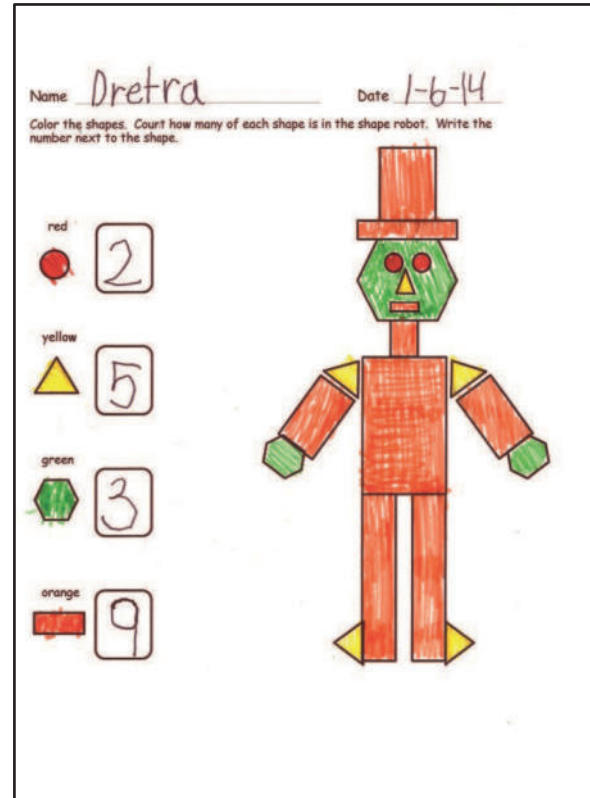 Name Dretra Date 1-6-14
Color the shapes. Count how many of each shape is in the shape robot. Write the
number next to the shape.
red
2
yellow
5
green
3
orange
9